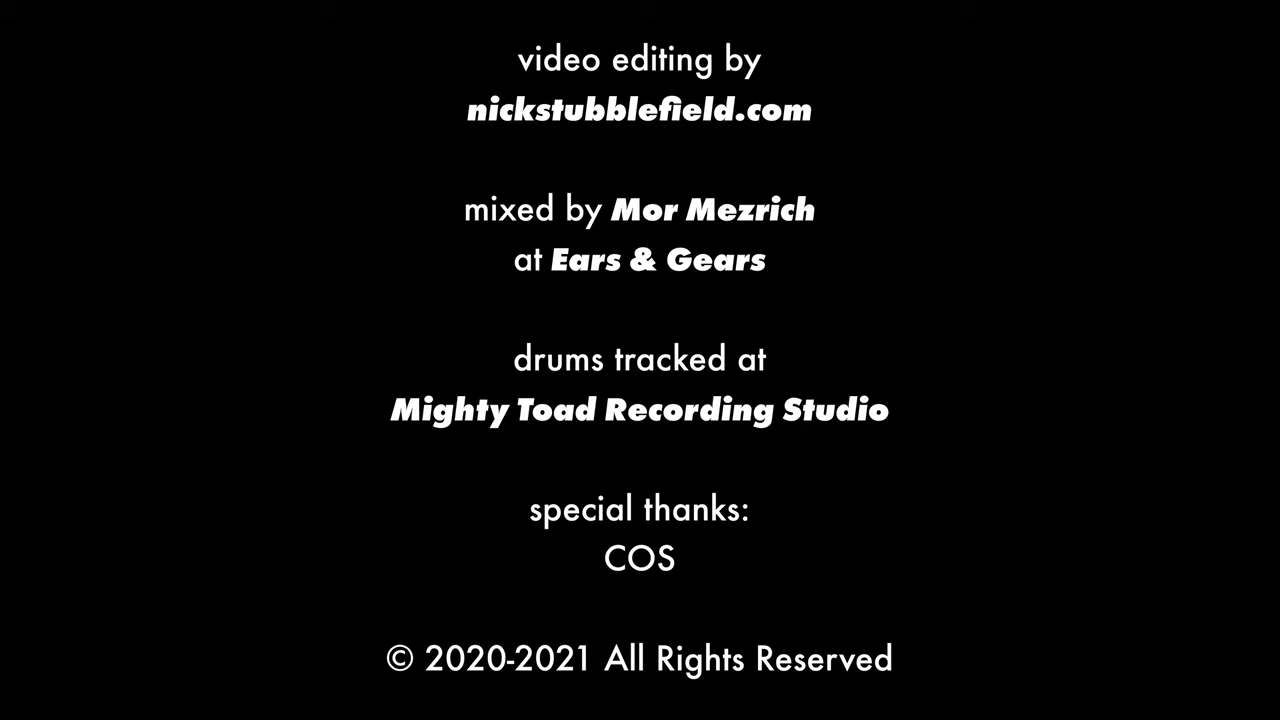 video editing by
nickstubblefield.com
mixed by Mor Mezrich
at Ears & Gears
drums tracked at
Mighty Toad Recording Studio
special thanks:
COS
© 2020-2021 All Rights Reserved